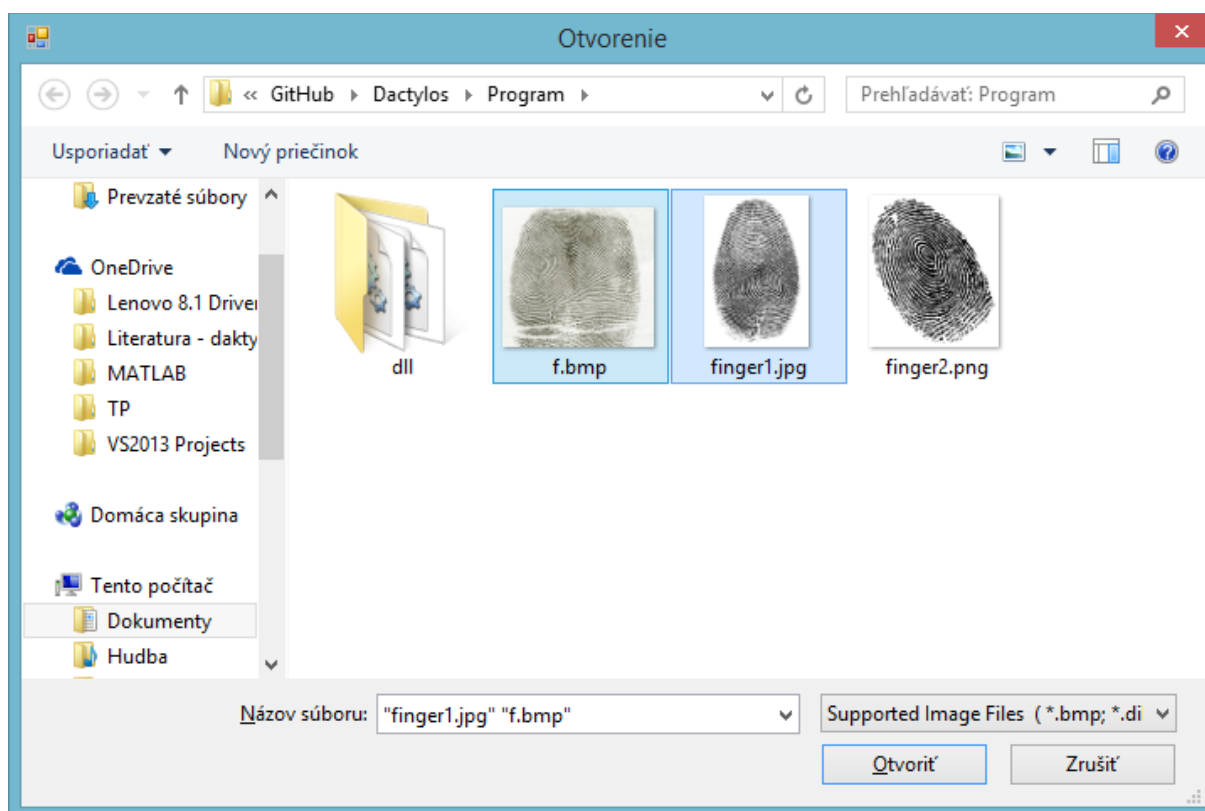 Otvorenie
« GitHub Dactylos Program
Prehľadávať: Program
Usporiadať
Nový priečinok
Prevzaté súbory
OneDrive
Lenovo 8.1 Driver
Literatura - dakty
MATLAB
TP
VS2013 Projects
Domáca skupina
Tento počítač
Dokumenty
Hudba
dll
f.bmp
finger1.jpg
finger2.png
Názov súboru: "finger1.jpg" "f.bmp"
Supported Image Files ( *.bmp; *.di
Otvoriť
Zrušiť